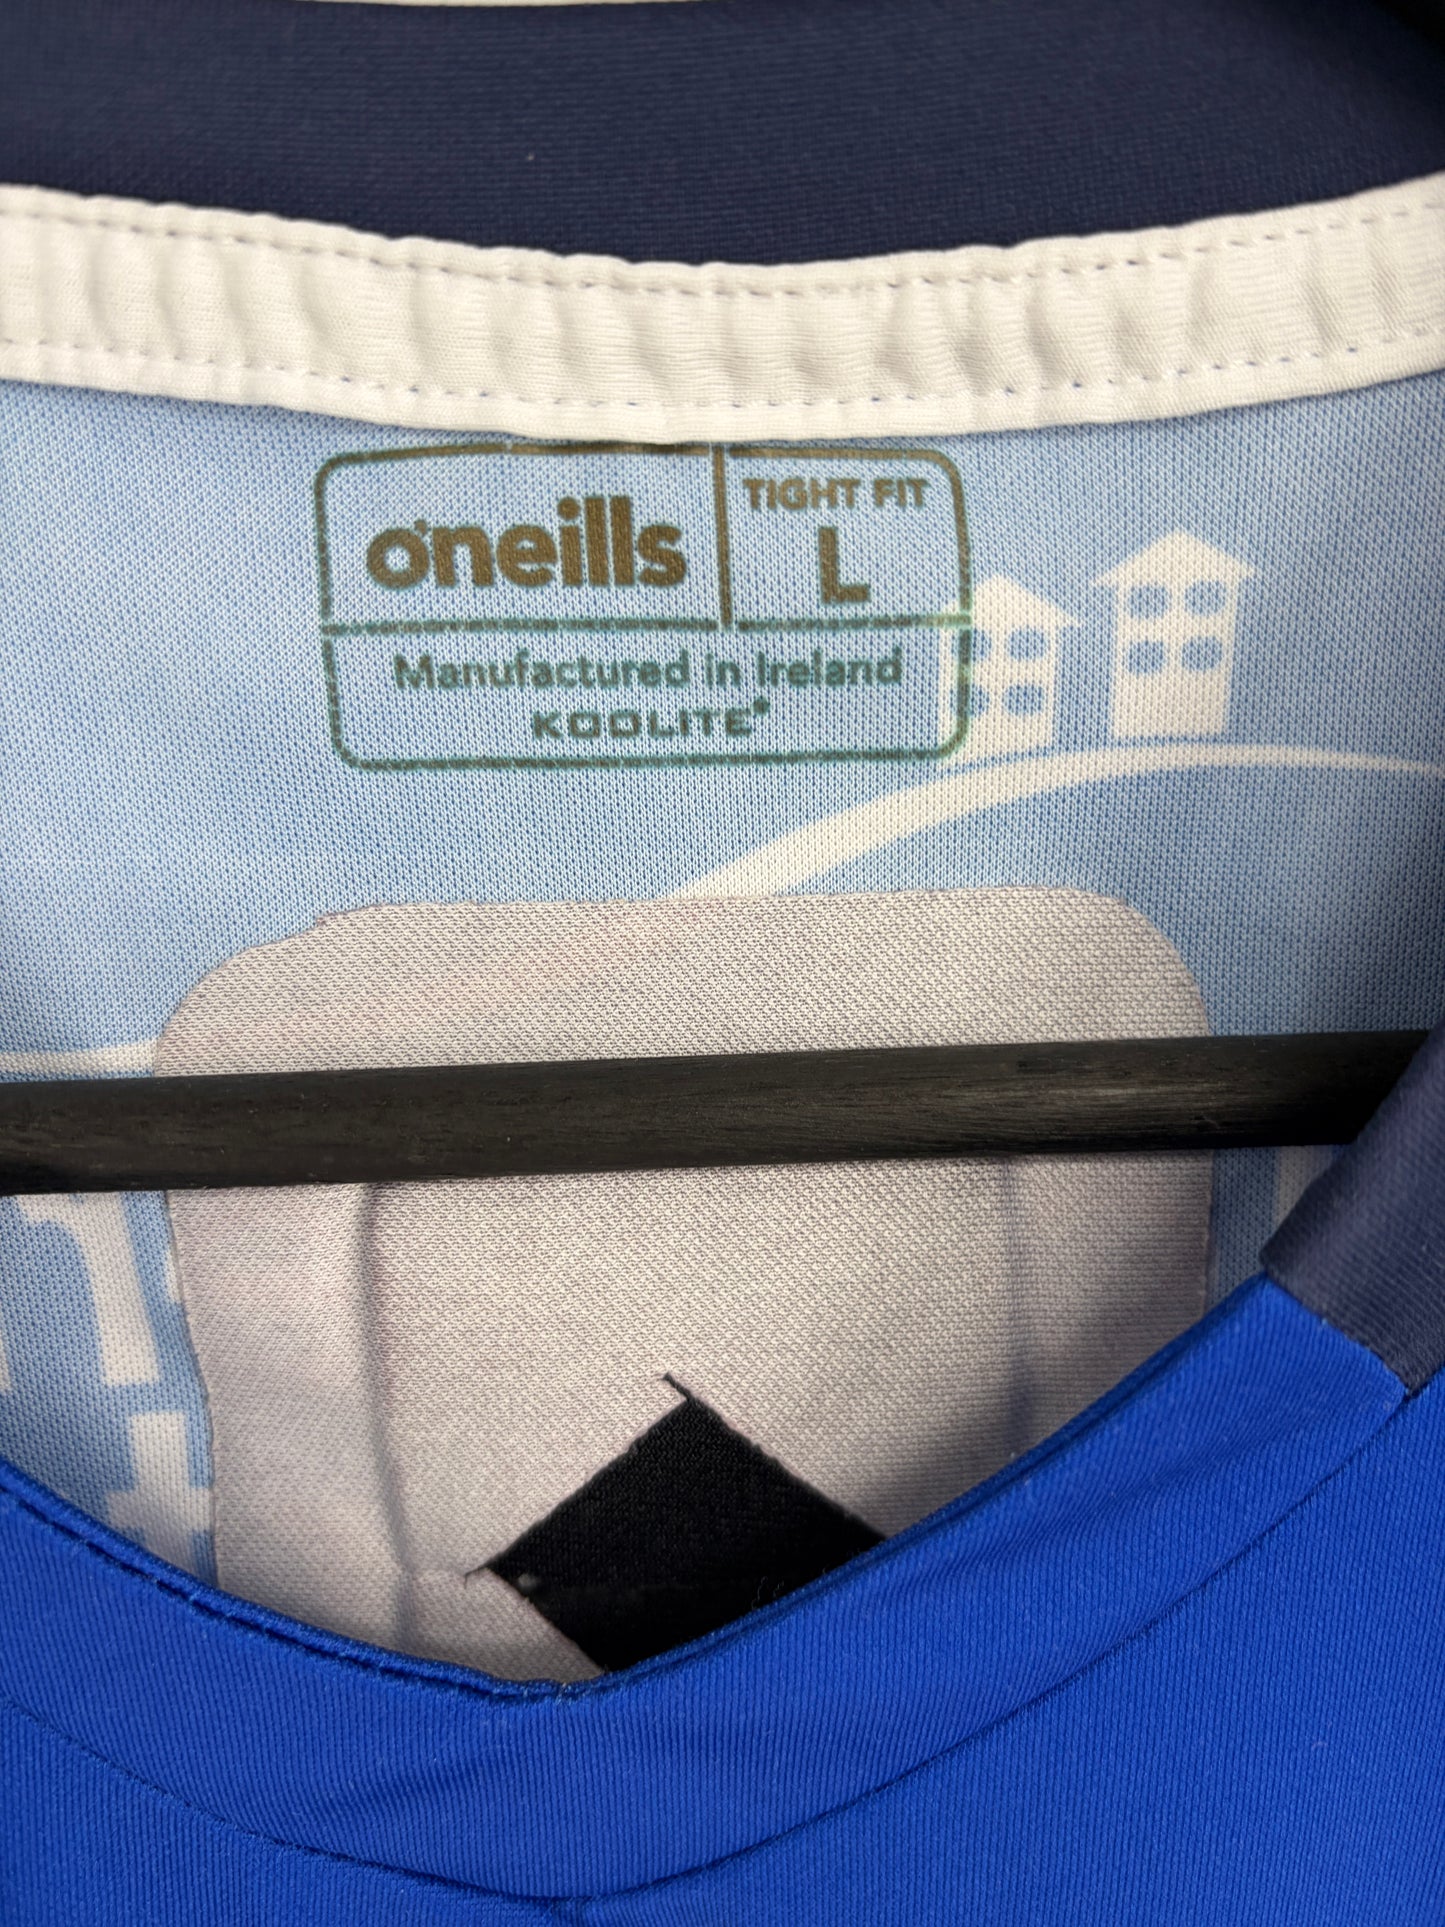 o'neills
TIGHT FIT
L
Manufactured in Ireland
KOOLITE